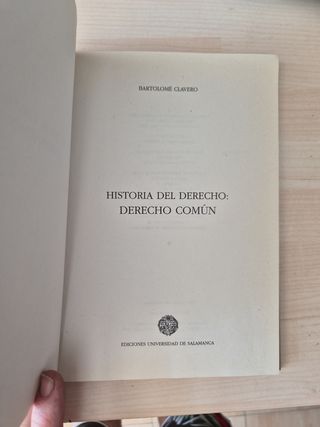 BARTOLOMÉ CLAVERO
HISTORIA DEL DERECHO:
DERECHO COMÚN
EDICIONES UNIVERSIDAD DE SALAMANCA